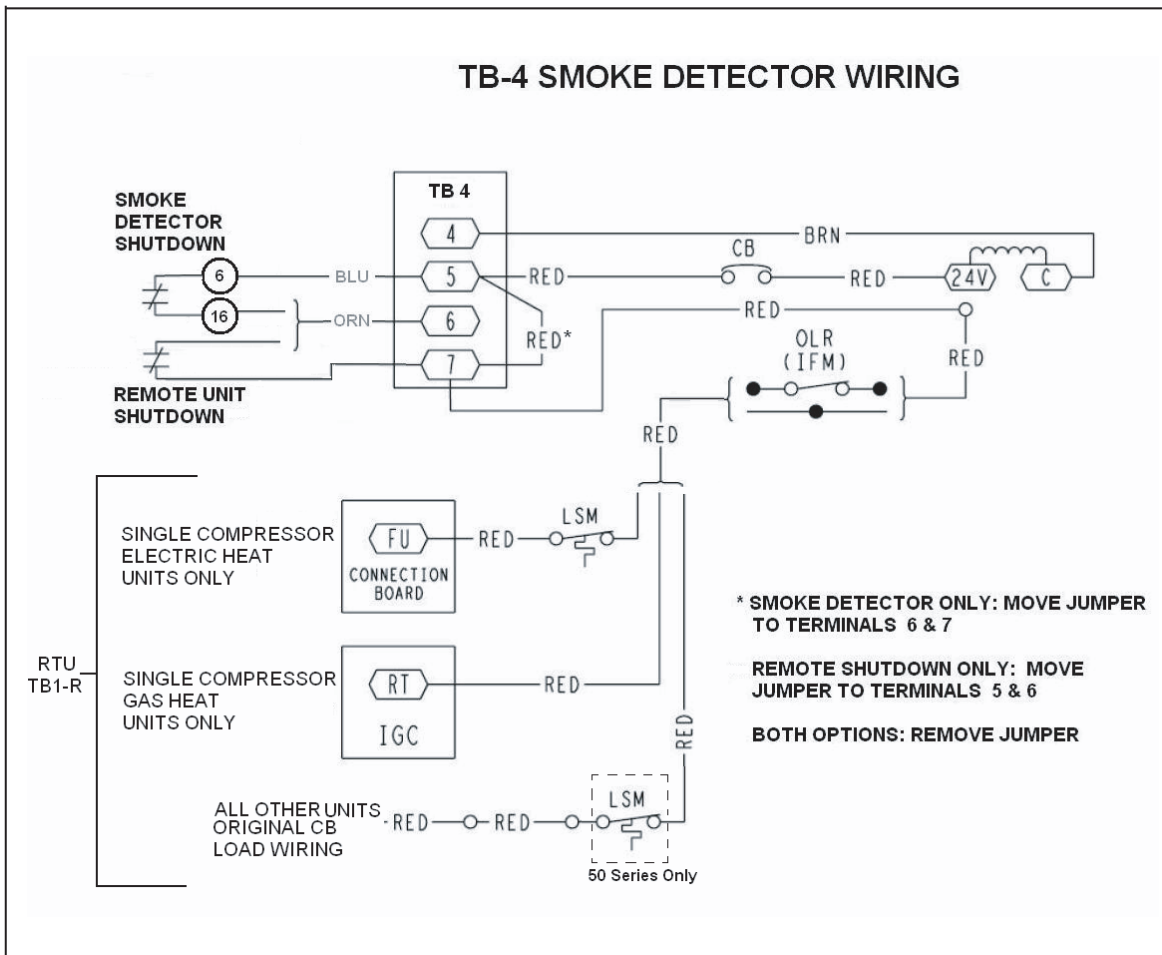 TB-4 SMOKE DETECTOR WIRING
SMOKE
DETECTOR
SHUTDOWN
TB 4
4
BRN
6
BLU
5
RED
CB
RED
24V
C
16
ORN
6
RED*
RED
7
OLR
(IFM)
RED
REMOTE UNIT
SHUTDOWN
RED
SINGLE COMPRESSOR
ELECTRIC HEAT
UNITS ONLY
FU
CONNECTION
BOARD
RED
LSM
RTU
TB1-R
SINGLE COMPRESSOR
GAS HEAT
UNITS ONLY
RT
IGC
RED
RED
ALL OTHER UNITS
ORIGINAL CB
LOAD WIRING
RED
RED
LSM
50 Series Only
* SMOKE DETECTOR ONLY: MOVE JUMPER
TO TERMINALS 6 & 7
REMOTE SHUTDOWN ONLY: MOVE
JUMPER TO TERMINALS 5 & 6
BOTH OPTIONS: REMOVE JUMPER